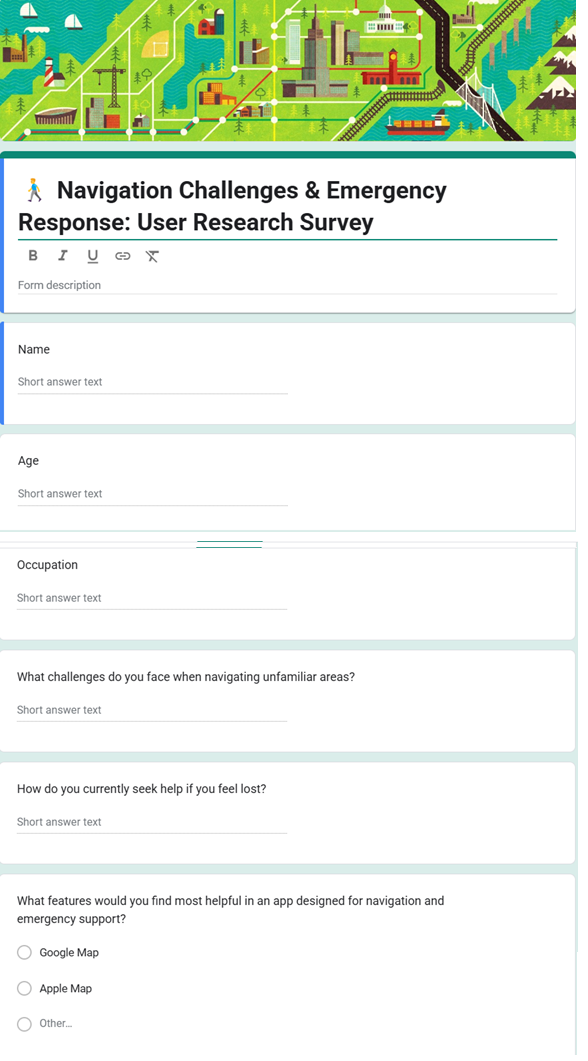 🚶 Navigation Challenges & Emergency
Response: User Research Survey
B I U
Form description
Name
Short answer text
Age
Short answer text
Occupation
Short answer text
What challenges do you face when navigating unfamiliar areas?
Short answer text
How do you currently seek help if you feel lost?
Short answer text
What features would you find most helpful in an app designed for navigation and
emergency support?
Google Map
Apple Map
Other...